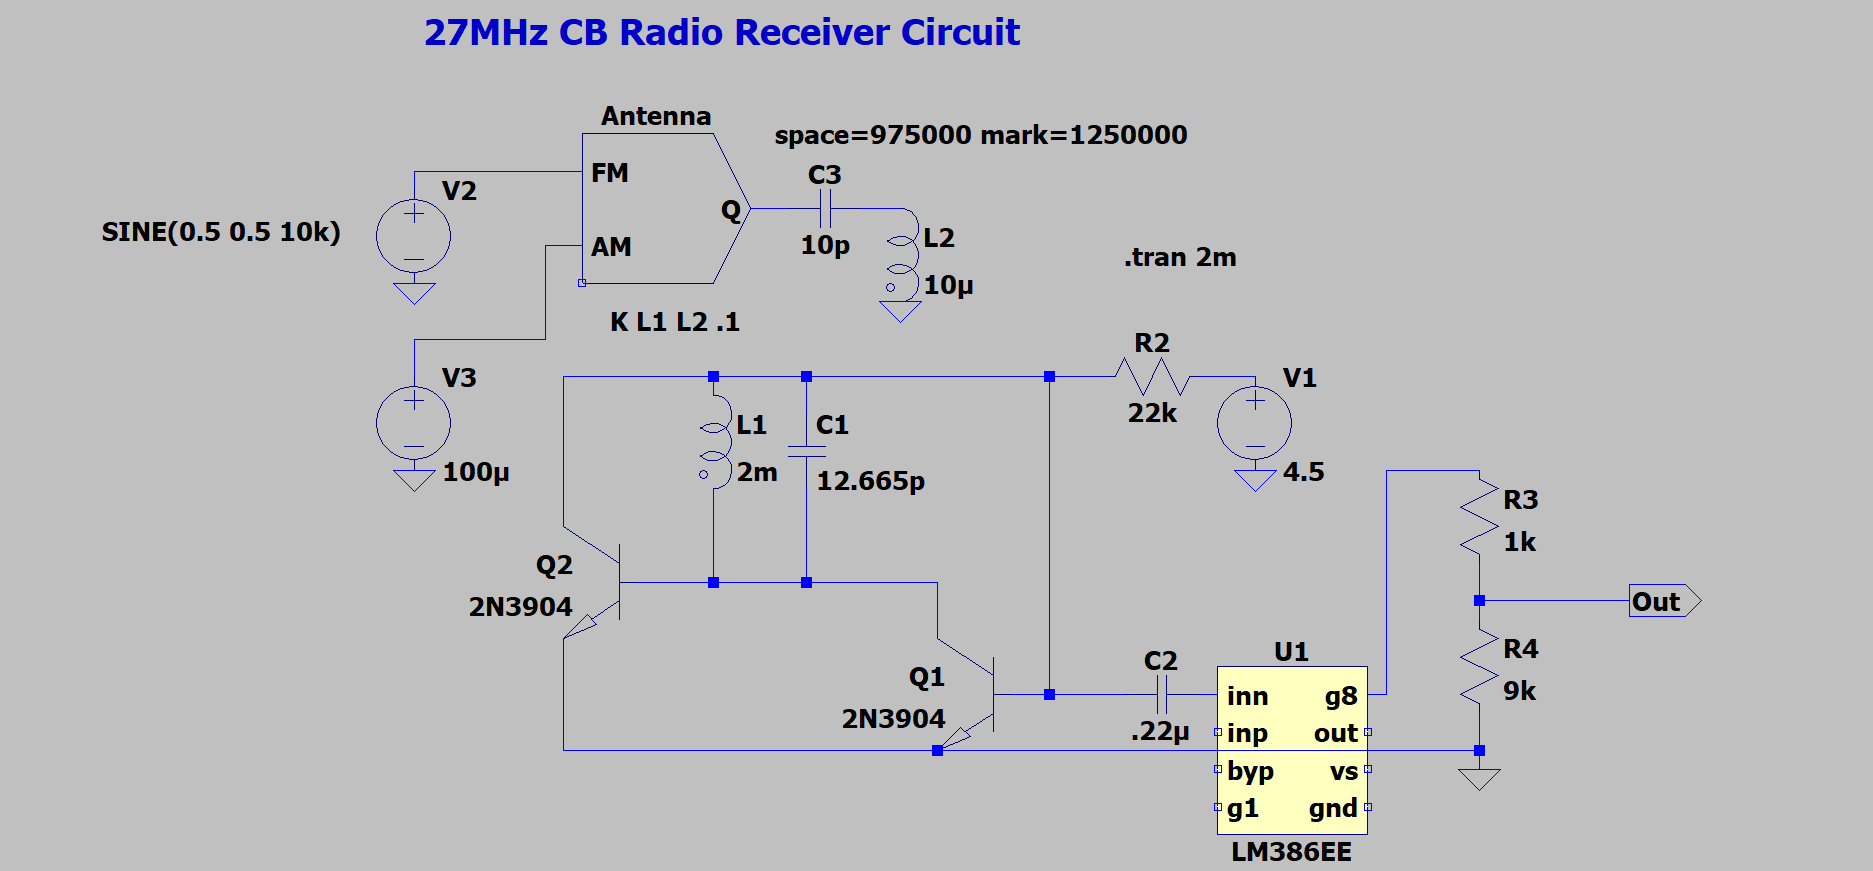 27MHz CB Radio Receiver Circuit
Antenna
space=975000 mark=1250000
FM
C3
V2
Q
SINE(0.5 0.5 10k)
AM
10p
L2
.tran 2m
10µ
K L1 L2 .1
R2
V3
V1
22k
L1
C1
100µ
2m
12.665p
4.5
R3
1k
Q2
2N3904
Out
U1
R4
C2
Q1
inn
g8
9k
2N3904
.22µ
inp
out
byp
vs
g1
gnd
LM386EE